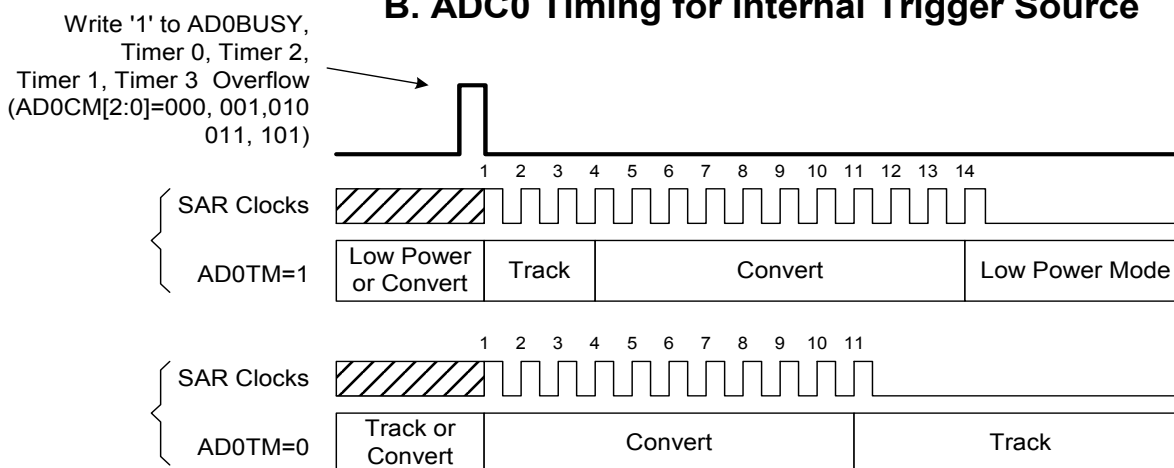 B. ADC0 Timing for Internal Trigger Source
Write '1' to AD0BUSY,
Timer 0, Timer 2,
Timer 1, Timer 3 Overflow
(AD0CM[2:0]=000, 001,010
011, 101)
1 2 3 4 5 6 7 8 9 10 11 12 13 14
SAR Clocks
AD0TM=1
Low Power
or Convert
Track
Convert
Low Power Mode
1 2 3 4 5 6 7 8 9 10 11
SAR Clocks
AD0TM=0
Track or
Convert
Convert
Track